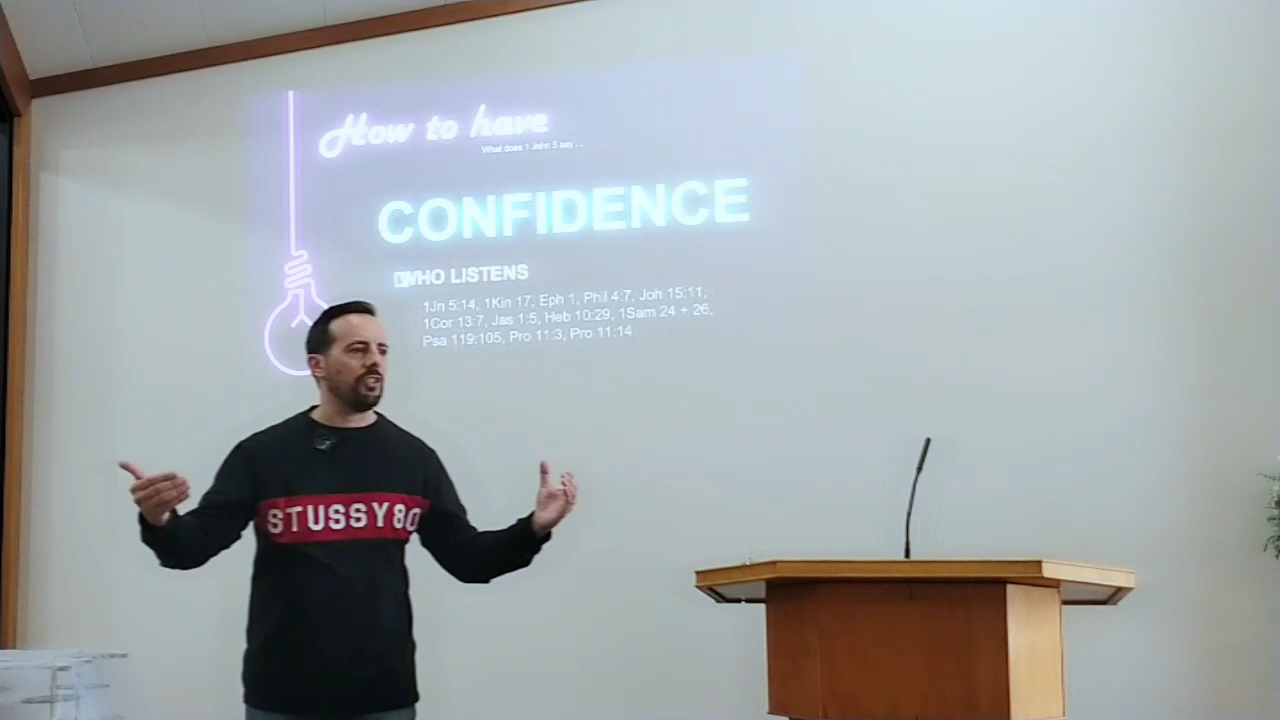 How to have
What does 1 John 5 say ...
CONFIDENCE
WHO LISTENS
1Jn 5:14, 1Kin 17, Eph 1, Phil 4:7, Joh 15:11,
1Cor 13:7, Jas 1:5, Heb 10:29, 1Sam 24 + 26,
Psa 119:105, Pro 11:3, Pro 11:14
STUSSY80